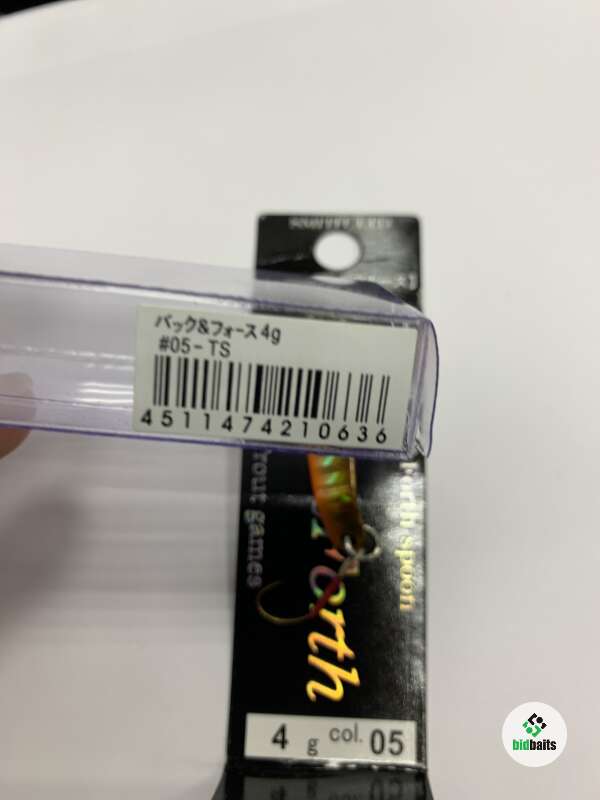 バック&フォース 4g
#05-TS
4511474210636
forth spoon
orth
trout games
4 g col. 05
bidbaits